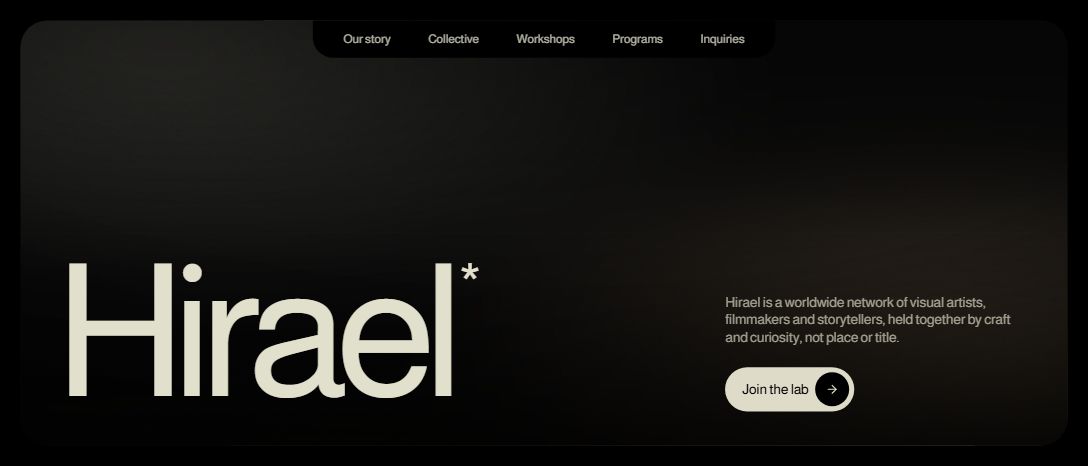 Our story
Collective
Workshops
Programs
Inquiries
Hirael*
Hirael is a worldwide network of visual artists,
filmmakers and storytellers, held together by craft
and curiosity, not place or title.
Join the lab →